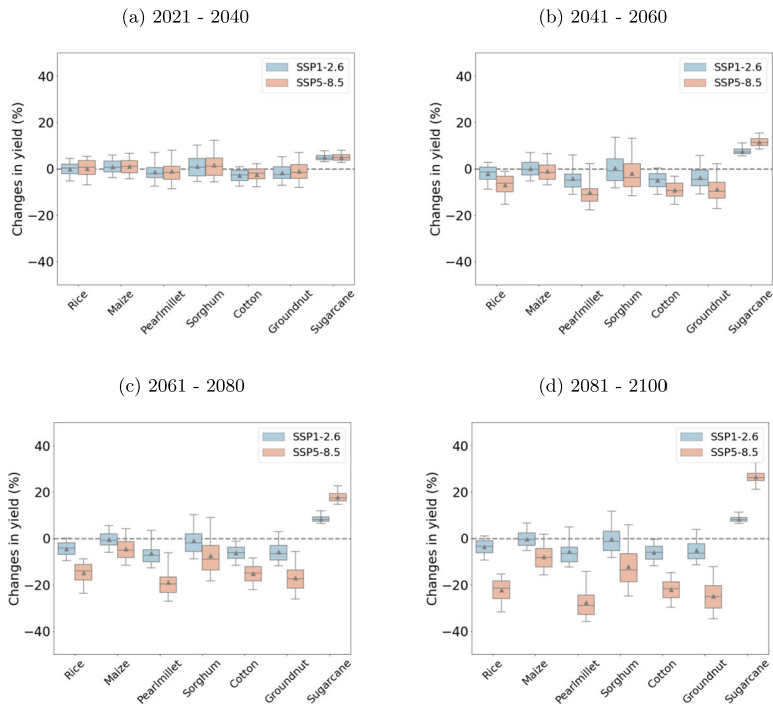 (a) 2021 - 2040
(b) 2041 - 2060
Changes in yield (%)
40
20
0
−20
−40
SSP1-2.6
SSP5-8.5
Rice
Maize
Pearlmillet
Sorghum
Cotton
Groundnut
Sugarcane
Changes in yield (%)
40
20
0
−20
−40
SSP1-2.6
SSP5-8.5
Rice
Maize
Pearlmillet
Sorghum
Cotton
Groundnut
Sugarcane
(c) 2061 - 2080
(d) 2081 - 2100
Changes in yield (%)
40
20
0
−20
−40
SSP1-2.6
SSP5-8.5
Rice
Maize
Pearlmillet
Sorghum
Cotton
Groundnut
Sugarcane
Changes in yield (%)
40
20
0
−20
−40
SSP1-2.6
SSP5-8.5
Rice
Maize
Pearlmillet
Sorghum
Cotton
Groundnut
Sugarcane